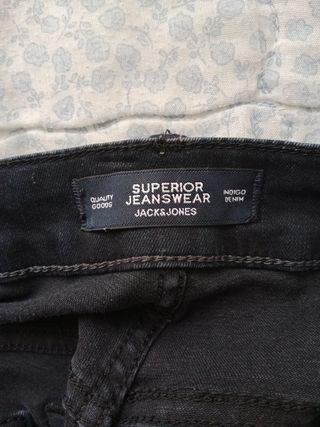 SUPERIOR
JEANSWEAR
JACK&JONES
QUALITY
GOODS
INDIGO
DENIM